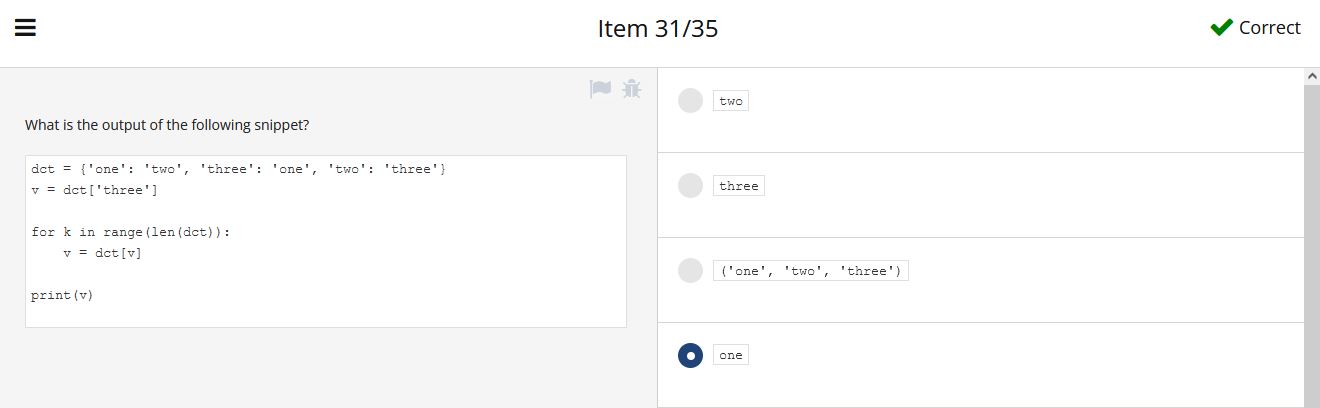 Item 31/35
Correct
What is the output of the following snippet?
dct = {'one': 'two', 'three': 'one', 'two': 'three'}
v = dct['three']
for k in range(len(dct)):
    v = dct[v]
print(v)
two
three
('one', 'two', 'three')
one